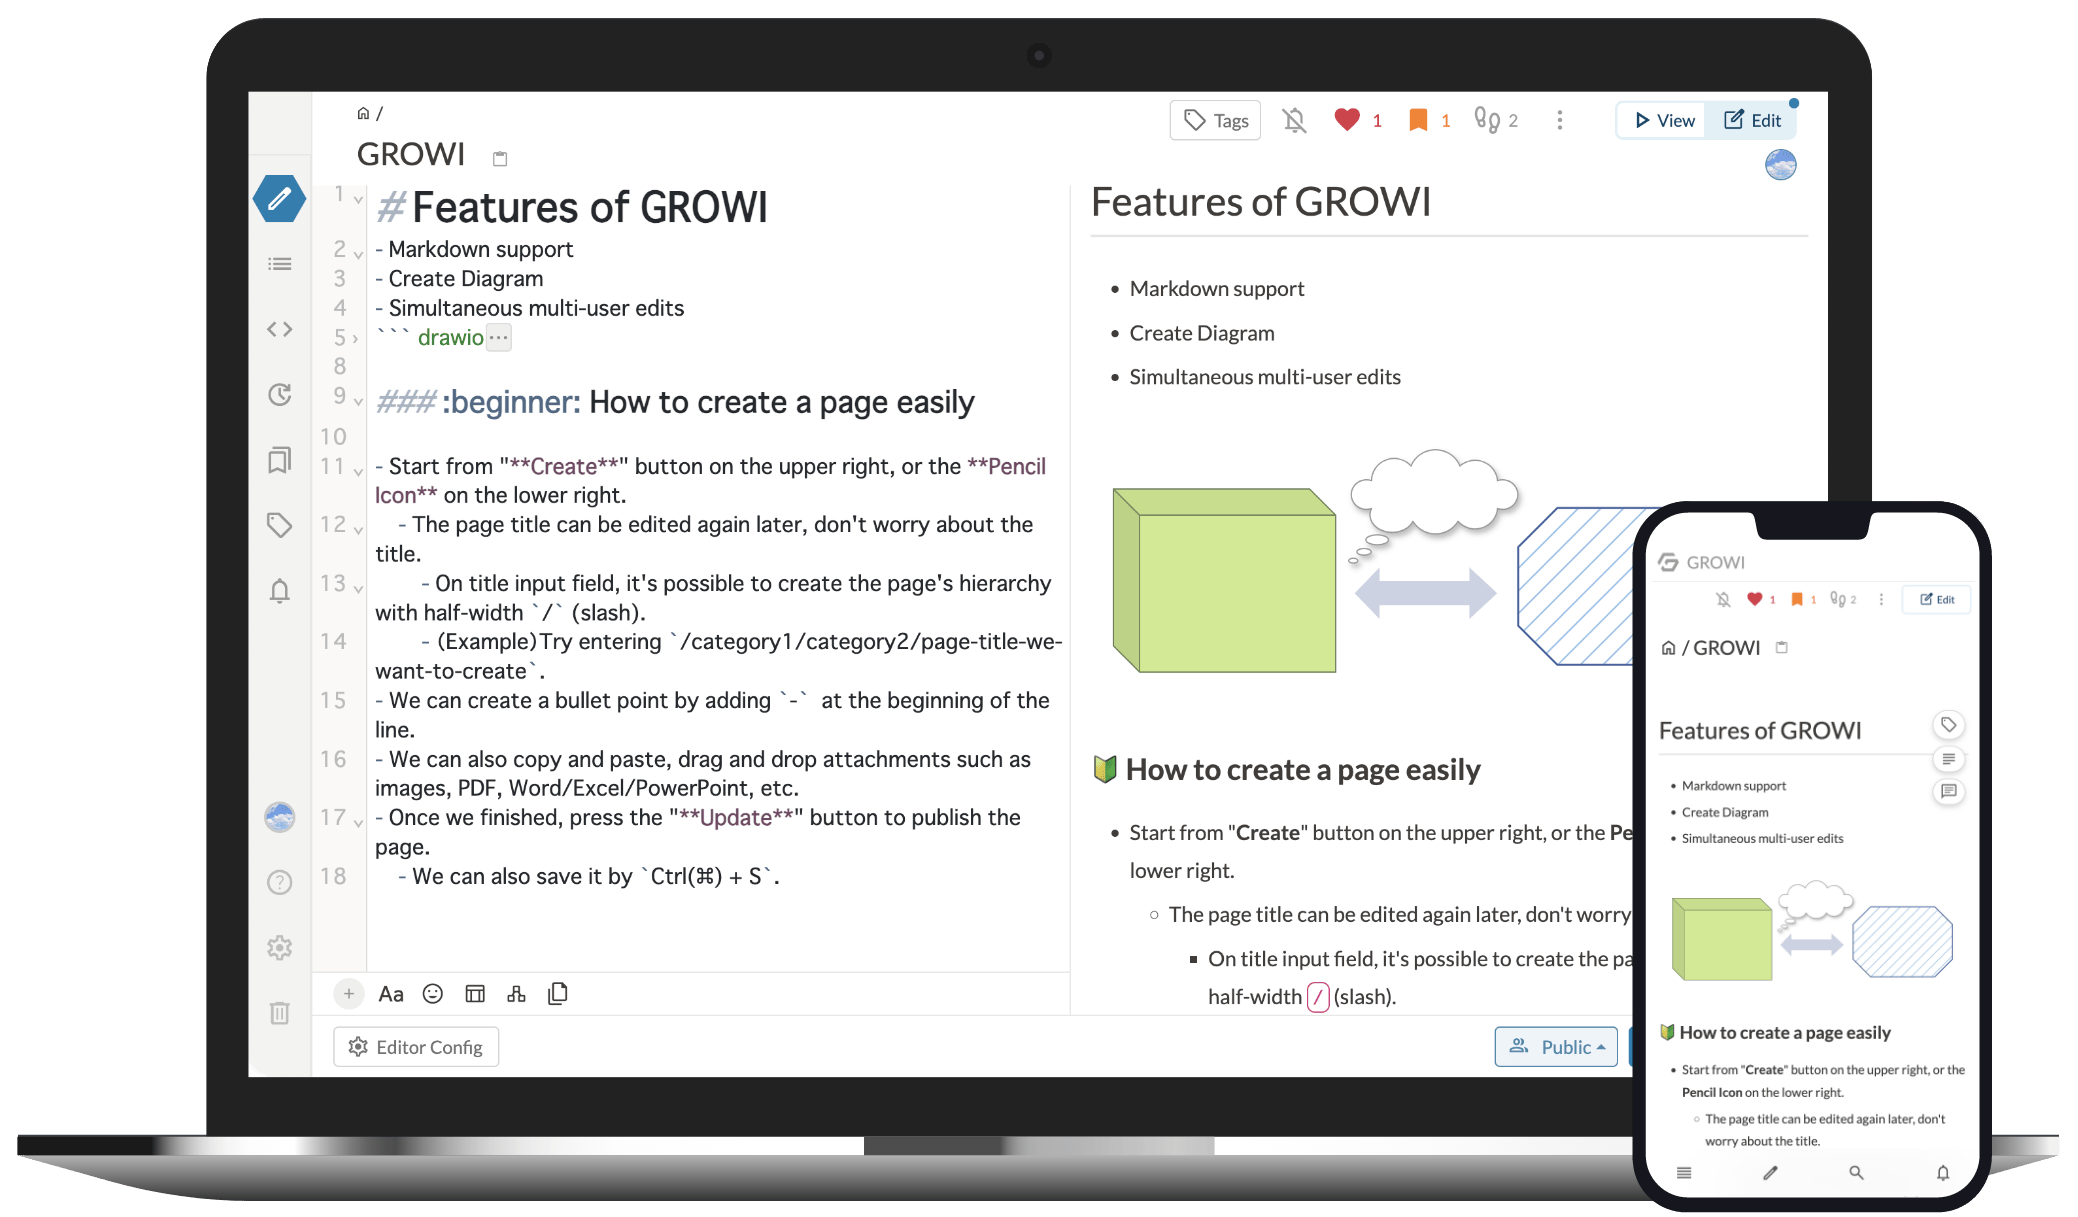 /
GROWI
Tags
1
1
2
View
Edit
1
# Features of GROWI
2
- Markdown support
3
- Create Diagram
4
- Simultaneous multi-user edits
5
``` drawio ...
8
9
### :beginner: How to create a page easily
10
11
- Start from "**Create**" button on the upper right, or the **Pencil
Icon** on the lower right.
12
- The page title can be edited again later, don't worry about the
title.
13
- On title input field, it's possible to create the page's hierarchy
with half-width `/` (slash).
14
- (Example)Try entering `/category1/category2/page-title-we-
want-to-create`.
15
- We can create a bullet point by adding `-` at the beginning of the
line.
16
- We can also copy and paste, drag and drop attachments such as
images, PDF, Word/Excel/PowerPoint, etc.
17
- Once we finished, press the "**Update**" button to publish the
page.
18
- We can also save it by `Ctrl(⌘) + S`.
+ Aa
Editor Config
Features of GROWI
• Markdown support
• Create Diagram
• Simultaneous multi-user edits
How to create a page easily
• Start from "Create" button on the upper right, or the Pe
lower right.
○ The page title can be edited again later, don't worry
▪ On title input field, it's possible to create the pa
half-width / (slash).
Public
GROWI
1
1
2
Edit
/ GROWI
Features of GROWI
• Markdown support
• Create Diagram
• Simultaneous multi-user edits
How to create a page easily
• Start from "Create" button on the upper right, or the
Pencil Icon on the lower right.
○ The page title can be edited again later, don't
worry about the title.